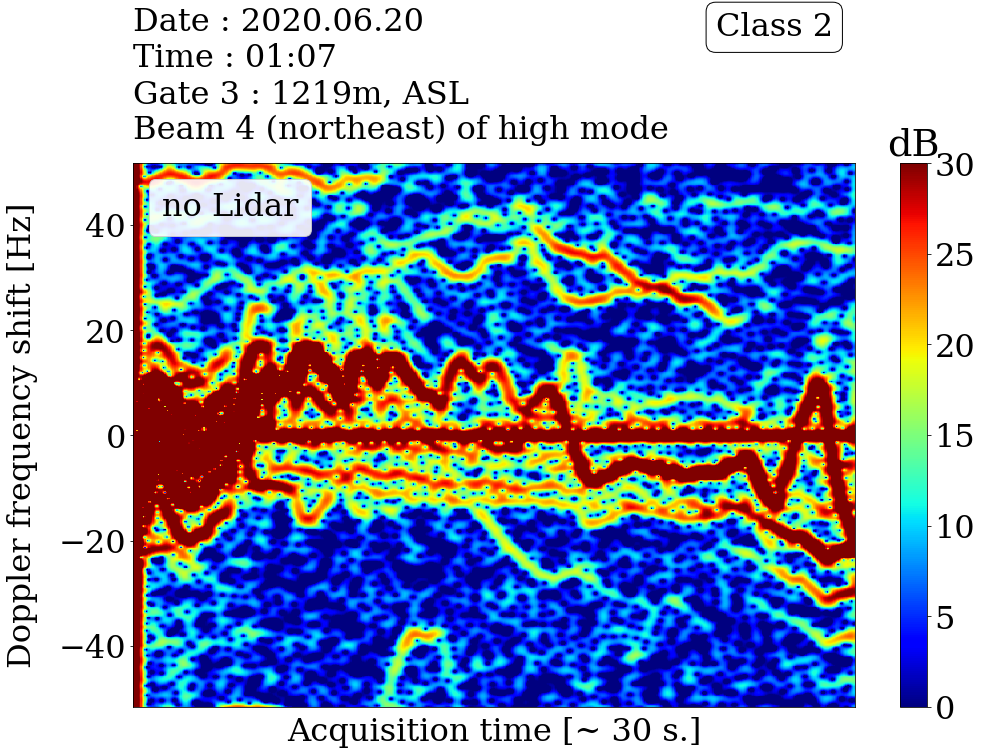 Date : 2020.06.20
Time : 01:07
Gate 3 : 1219m, ASL
Beam 4 (northeast) of high mode
Class 2
dB
no Lidar
Doppler frequency shift [Hz]
40
20
0
−20
−40
30
25
20
15
10
5
0
Acquisition time [~ 30 s.]